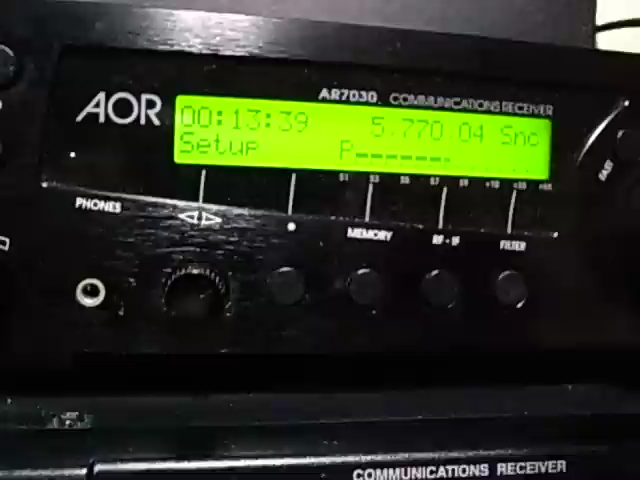 AR7030 COMMUNICATIONS RECEIVER
AOR
00:13:39 5.770.04 Snc
Setup P
S1 S3 S5 S7 S9 +10
FAST
PHONES
MEMORY RF-IF FILTER
COMMUNICATIONS RECEIVER